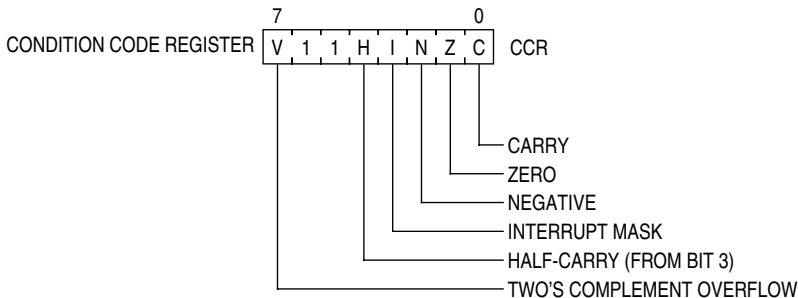 7 0
CONDITION CODE REGISTER V 1 1 H I N Z C CCR
CARRY
ZERO
NEGATIVE
INTERRUPT MASK
HALF-CARRY (FROM BIT 3)
TWO'S COMPLEMENT OVERFLOW